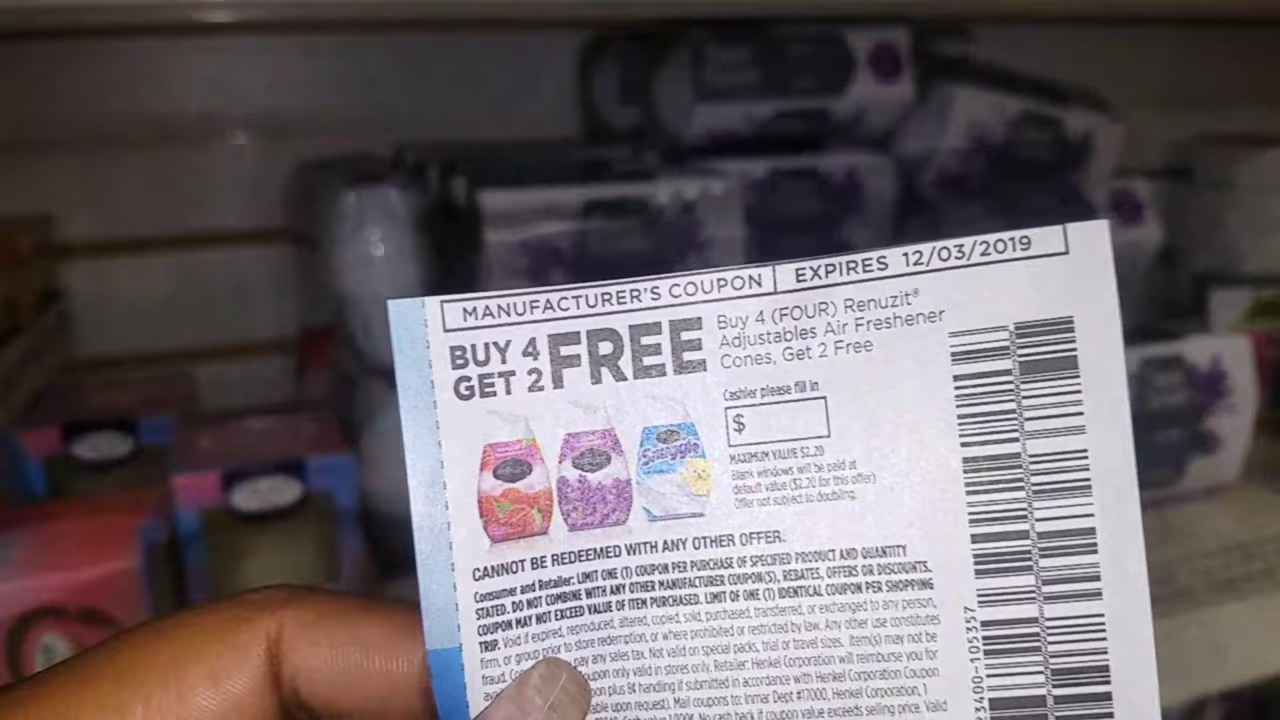 MANUFACTURER'S COUPON
EXPIRES 12/03/2019
BUY 4
GET 2
FREE
Buy 4 (FOUR) Renuzit®
Adjustables Air Freshener
Cones, Get 2 Free
Cashier please fill in
$
MAXIMUM VALUE $2.20
Blank windows will be paid at
default value ($2.20 for this offer)
Offer not subject to doubling.
Snuggle
CANNOT BE REDEEMED WITH ANY OTHER OFFER:
Consumer and Retailer: LIMIT ONE (1) COUPON PER PURCHASE OF SPECIFIED PRODUCT AND QUANTITY
STATED. DO NOT COMBINE WITH ANY OTHER MANUFACTURER COUPON(S), REBATES, OFFERS OR DISCOUNTS.
COUPON MAY NOT EXCEED VALUE OF ITEM PURCHASED. LIMIT OF ONE (1) IDENTICAL COUPON PER SHOPPING
TRIP. Void if expired, reproduced, altered, copied, sold, purchased, transferred, or exchanged to any person,
firm, or group prior to store redemption, or where prohibited or restricted by law. Any other use constitutes
fraud. pay any sales tax. Not valid on special packs, trial or travel sizes. Item(s) may not be
coupon only valid in stores only. Retailer: Henkel Corporation will reimburse you for
plus 8¢ handling if submitted in accordance with Henkel Corporation Coupon
upon request). Mail coupons to: Inmar Dept #17000, Henkel Corporation, 1
No cash back if coupon value exceeds selling price. Valid
23400-105357